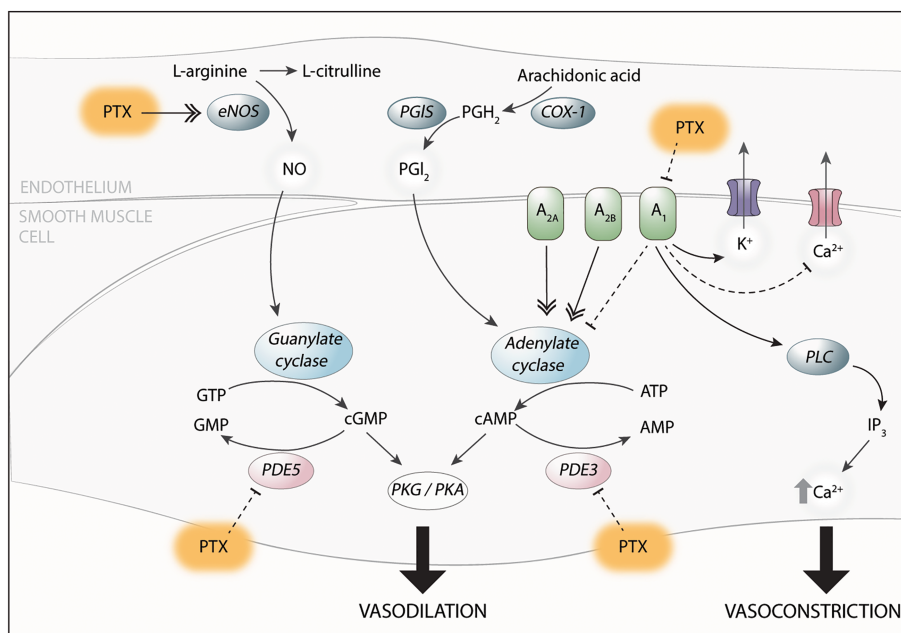 L-arginine
L-citrulline
Arachidonic acid
PTX
eNOS
PGIS
PGH2
COX-1
PTX
NO
PGI2
ENDOTHELIUM
SMOOTH MUSCLE
CELL
A2A
A2B
A1
K+
Ca2+
Guanylate
cyclase
Adenylate
cyclase
PLC
GTP
GMP
cGMP
cAMP
ATP
AMP
IP3
PDE5
PKG / PKA
PDE3
Ca2+
PTX
PTX
VASODILATION
VASOCONSTRICTION